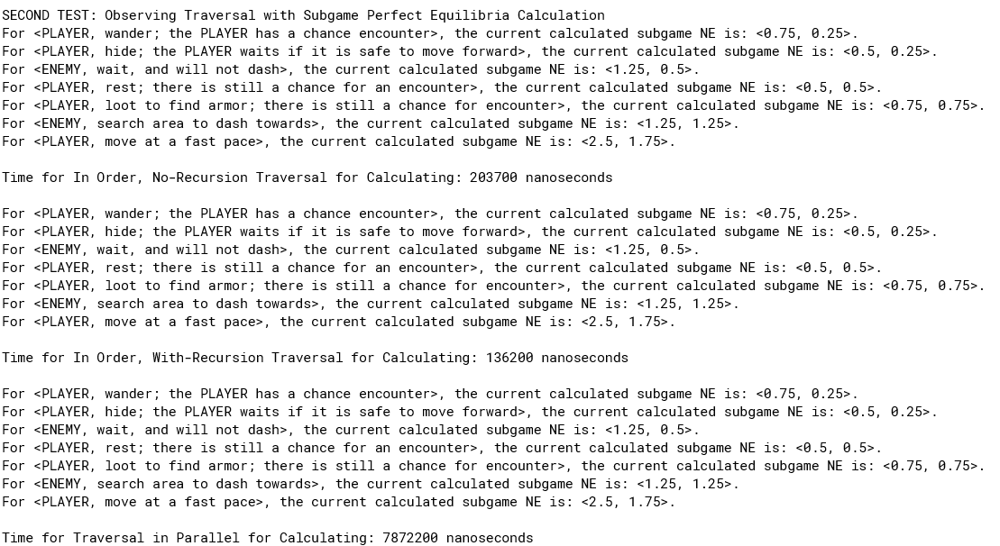 SECOND TEST: Observing Traversal with Subgame Perfect Equilibria Calculation
For <PLAYER, wander; the PLAYER has a chance encounter>, the current calculated subgame NE is: <0.75, 0.25>.
For <PLAYER, hide; the PLAYER waits if it is safe to move forward>, the current calculated subgame NE is: <0.5, 0.25>.
For <ENEMY, wait, and will not dash>, the current calculated subgame NE is: <1.25, 0.5>.
For <PLAYER, rest; there is still a chance for an encounter>, the current calculated subgame NE is: <0.5, 0.5>.
For <PLAYER, loot to find armor; there is still a chance for encounter>, the current calculated subgame NE is: <0.75, 0.75>.
For <ENEMY, search area to dash towards>, the current calculated subgame NE is: <1.25, 1.25>.
For <PLAYER, move at a fast pace>, the current calculated subgame NE is: <2.5, 1.75>.
Time for In Order, No-Recursion Traversal for Calculating: 203700 nanoseconds
For <PLAYER, wander; the PLAYER has a chance encounter>, the current calculated subgame NE is: <0.75, 0.25>.
For <PLAYER, hide; the PLAYER waits if it is safe to move forward>, the current calculated subgame NE is: <0.5, 0.25>.
For <ENEMY, wait, and will not dash>, the current calculated subgame NE is: <1.25, 0.5>.
For <PLAYER, rest; there is still a chance for an encounter>, the current calculated subgame NE is: <0.5, 0.5>.
For <PLAYER, loot to find armor; there is still a chance for encounter>, the current calculated subgame NE is: <0.75, 0.75>.
For <ENEMY, search area to dash towards>, the current calculated subgame NE is: <1.25, 1.25>.
For <PLAYER, move at a fast pace>, the current calculated subgame NE is: <2.5, 1.75>.
Time for In Order, With-Recursion Traversal for Calculating: 136200 nanoseconds
For <PLAYER, wander; the PLAYER has a chance encounter>, the current calculated subgame NE is: <0.75, 0.25>.
For <PLAYER, hide; the PLAYER waits if it is safe to move forward>, the current calculated subgame NE is: <0.5, 0.25>.
For <ENEMY, wait, and will not dash>, the current calculated subgame NE is: <1.25, 0.5>.
For <PLAYER, rest; there is still a chance for an encounter>, the current calculated subgame NE is: <0.5, 0.5>.
For <PLAYER, loot to find armor; there is still a chance for encounter>, the current calculated subgame NE is: <0.75, 0.75>.
For <ENEMY, search area to dash towards>, the current calculated subgame NE is: <1.25, 1.25>.
For <PLAYER, move at a fast pace>, the current calculated subgame NE is: <2.5, 1.75>.
Time for Traversal in Parallel for Calculating: 7872200 nanoseconds